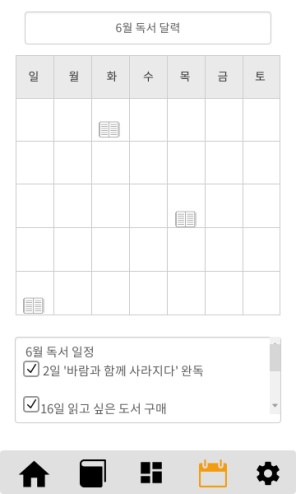 6월 독서 달력
일 월 화 수 목 금 토
6월 독서 일정
2일 '바람과 함께 사라지다' 완독
16일 읽고 싶은 도서 구매